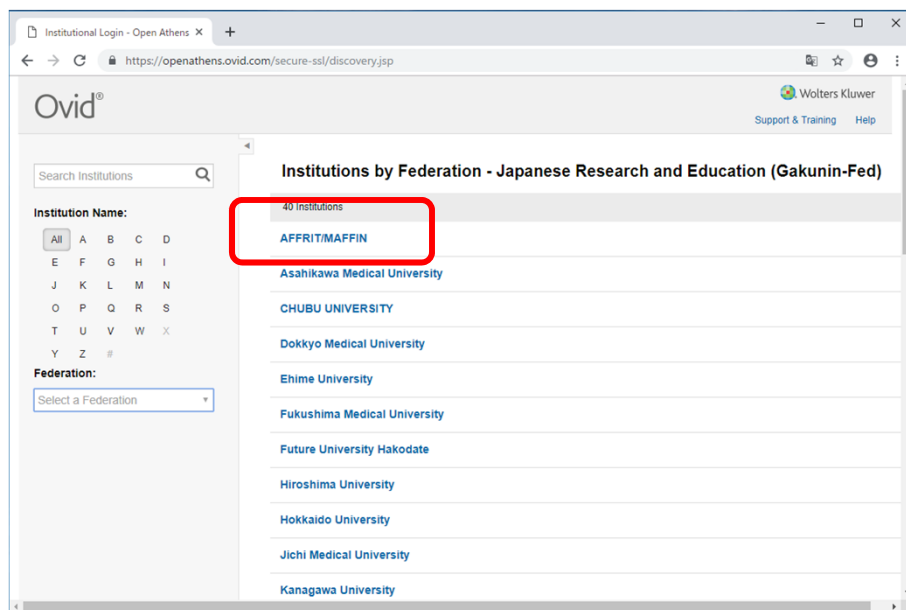 Institutional Login - Open Athens
https://openathens.ovid.com/secure-ssl/discovery.jsp
Ovid®
Wolters Kluwer
Support & Training Help
Search Institutions
Institutions by Federation - Japanese Research and Education (Gakunin-Fed)
40 Institutions
Institution Name:
All A B C D
E F G H I
J K L M N
O P Q R S
T U V W X
Y Z #
Federation:
Select a Federation
AFFRIT/MAFFIN
Asahikawa Medical University
CHUBU UNIVERSITY
Dokkyo Medical University
Ehime University
Fukushima Medical University
Future University Hakodate
Hiroshima University
Hokkaido University
Jichi Medical University
Kanagawa University